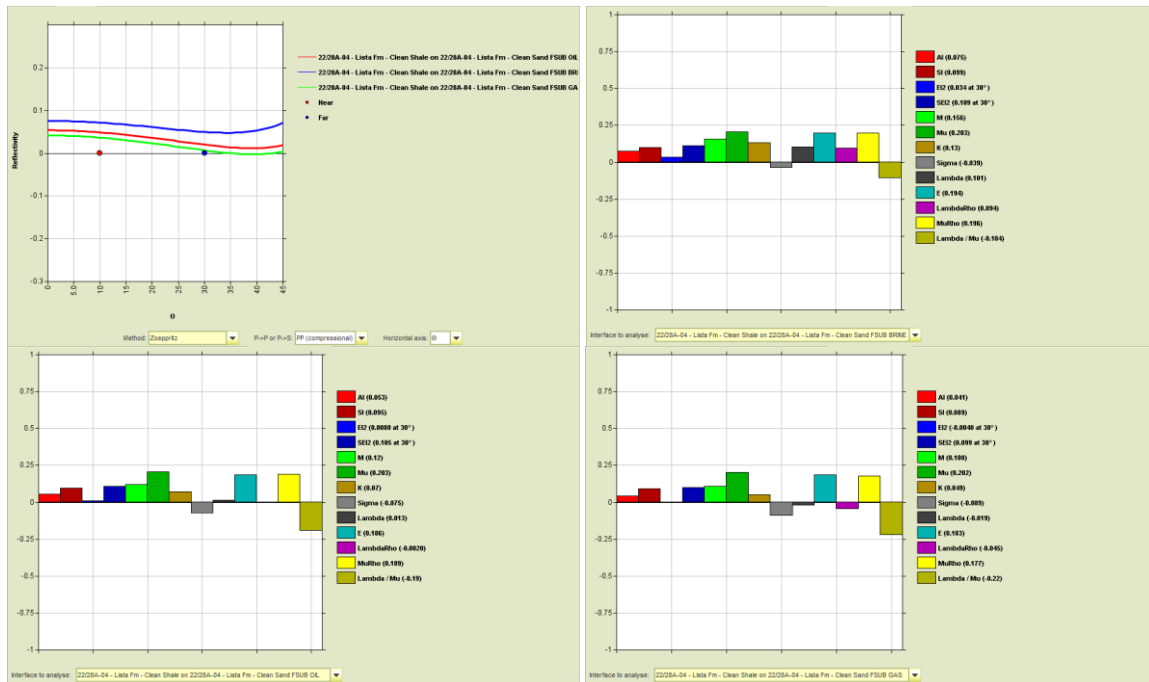 0.2
0.1
0
-0.1
-0.2
-0.3
Reflectivity
0
5.0
10
15
20
25
30
35
40
45
Θ
22/28A-04 - Lista Fm - Clean Shale on 22/28A-04 - Lista Fm - Clean Sand FSUB OIL
22/28A-04 - Lista Fm - Clean Shale on 22/28A-04 - Lista Fm - Clean Sand FSUB BRI
22/28A-04 - Lista Fm - Clean Shale on 22/28A-04 - Lista Fm - Clean Sand FSUB GA
Near
Far
Method: Zoeppritz P->P or P->S: PP (compressional) Horizontal axis: Θ
1
0.75
0.5
0.25
0
-0.25
-0.5
-0.75
-1
AI (0.075)
SI (0.099)
EI2 (0.034 at 30°)
SEI2 (0.109 at 30°)
M (0.156)
Mu (0.203)
K (0.13)
Sigma (-0.039)
Lambda (0.101)
E (0.194)
LambdaRho (0.094)
MuRho (0.196)
Lambda / Mu (-0.104)
Interface to analyse: 22/28A-04 - Lista Fm - Clean Shale on 22/28A-04 - Lista Fm - Clean Sand FSUB BRINE
1
0.75
0.5
0.25
0
-0.25
-0.5
-0.75
-1
AI (0.053)
SI (0.095)
EI2 (0.0080 at 30°)
SEI2 (0.105 at 30°)
M (0.12)
Mu (0.203)
K (0.07)
Sigma (-0.075)
Lambda (0.013)
E (0.186)
LambdaRho (-0.0020)
MuRho (0.189)
Lambda / Mu (-0.19)
Interface to analyse: 22/28A-04 - Lista Fm - Clean Shale on 22/28A-04 - Lista Fm - Clean Sand FSUB OIL
1
0.75
0.5
0.25
0
-0.25
-0.5
-0.75
-1
AI (0.041)
SI (0.089)
EI2 (-0.0040 at 30°)
SEI2 (0.099 at 30°)
M (0.108)
Mu (0.202)
K (0.049)
Sigma (-0.089)
Lambda (-0.019)
E (0.183)
LambdaRho (-0.045)
MuRho (0.177)
Lambda / Mu (-0.22)
Interface to analyse: 22/28A-04 - Lista Fm - Clean Shale on 22/28A-04 - Lista Fm - Clean Sand FSUB GAS